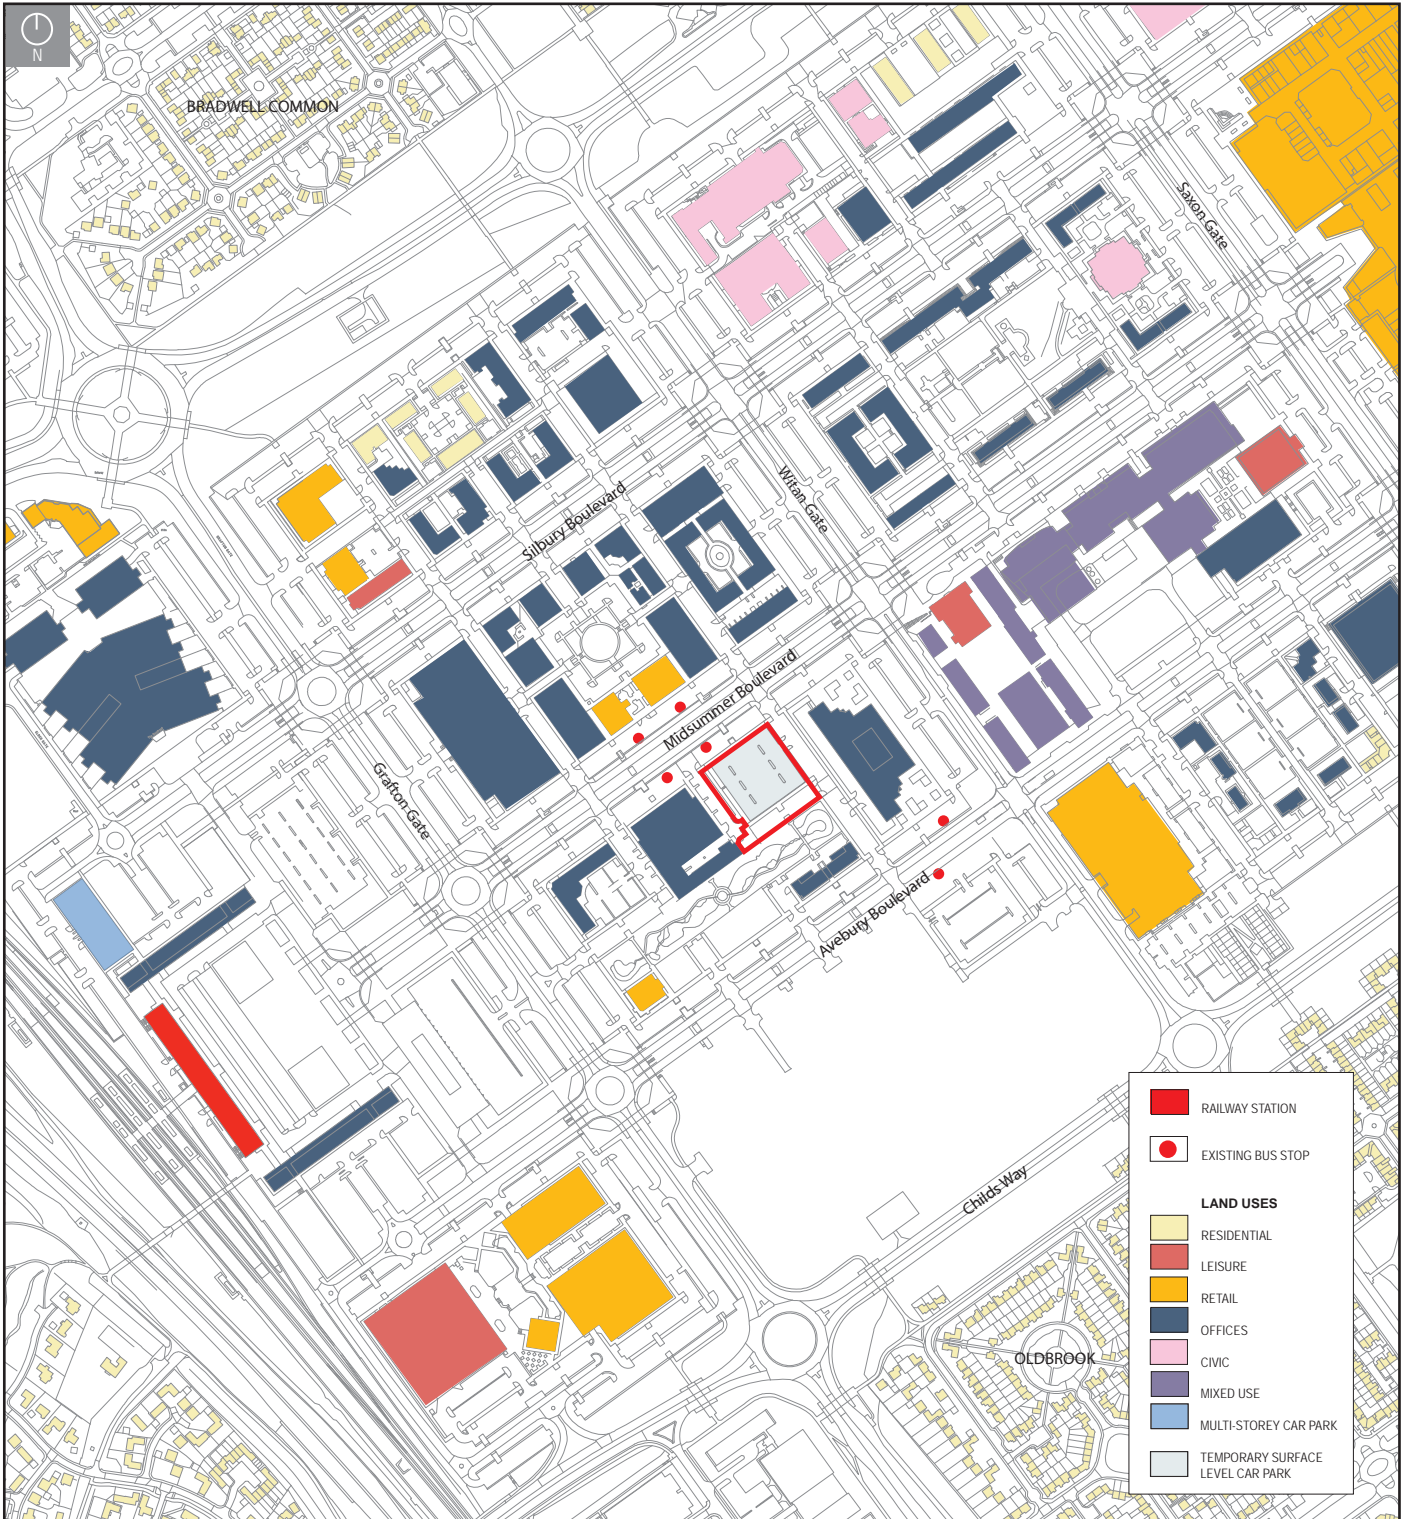 N
BRADWELL COMMON
Saxon Gate
Witan Gate
Silbury Boulevard
Midsummer Boulevard
Grafton Gate
Avebury Boulevard
Childs Way
OLDBROOK
RAILWAY STATION
EXISTING BUS STOP
LAND USES
RESIDENTIAL
LEISURE
RETAIL
OFFICES
CIVIC
MIXED USE
MULTI-STOREY CAR PARK
TEMPORARY SURFACE
LEVEL CAR PARK